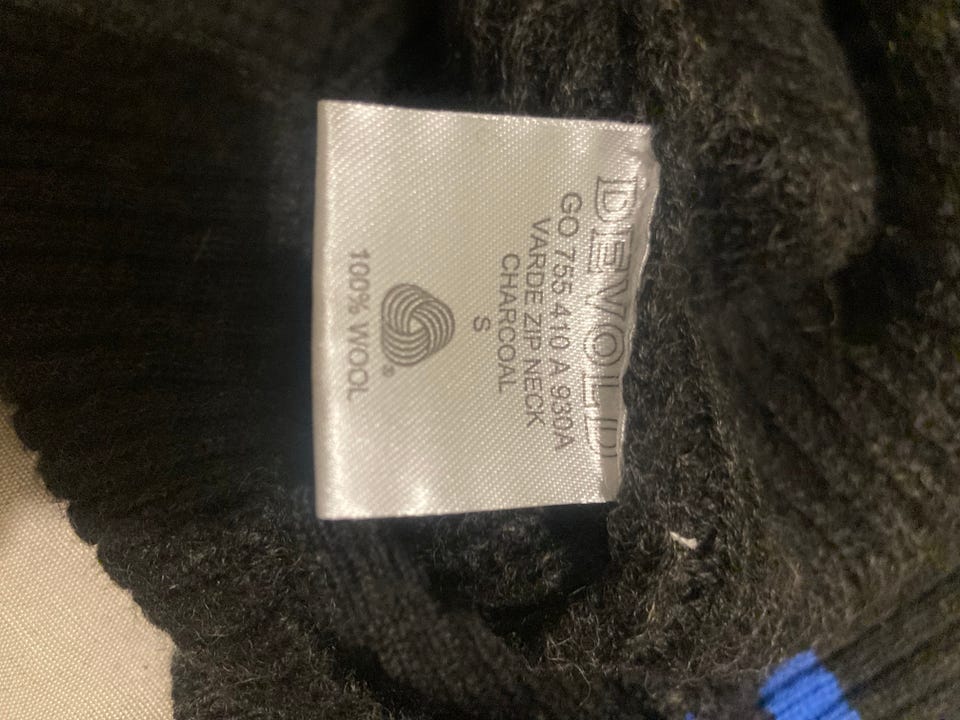 DEVOLD
GO 755 410 A 930A
VARDE ZIP NECK
CHARCOAL
S
®
100% WOOL